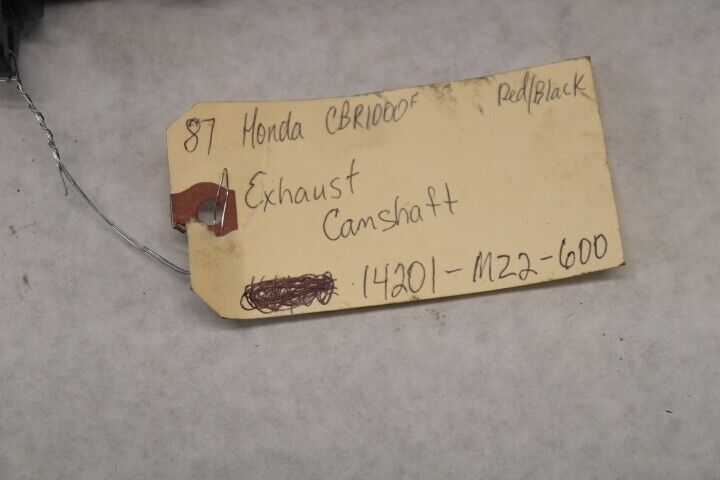 87 Honda CBR1000F Red/Black
Exhaust
Camshaft
14201-MZ2-600